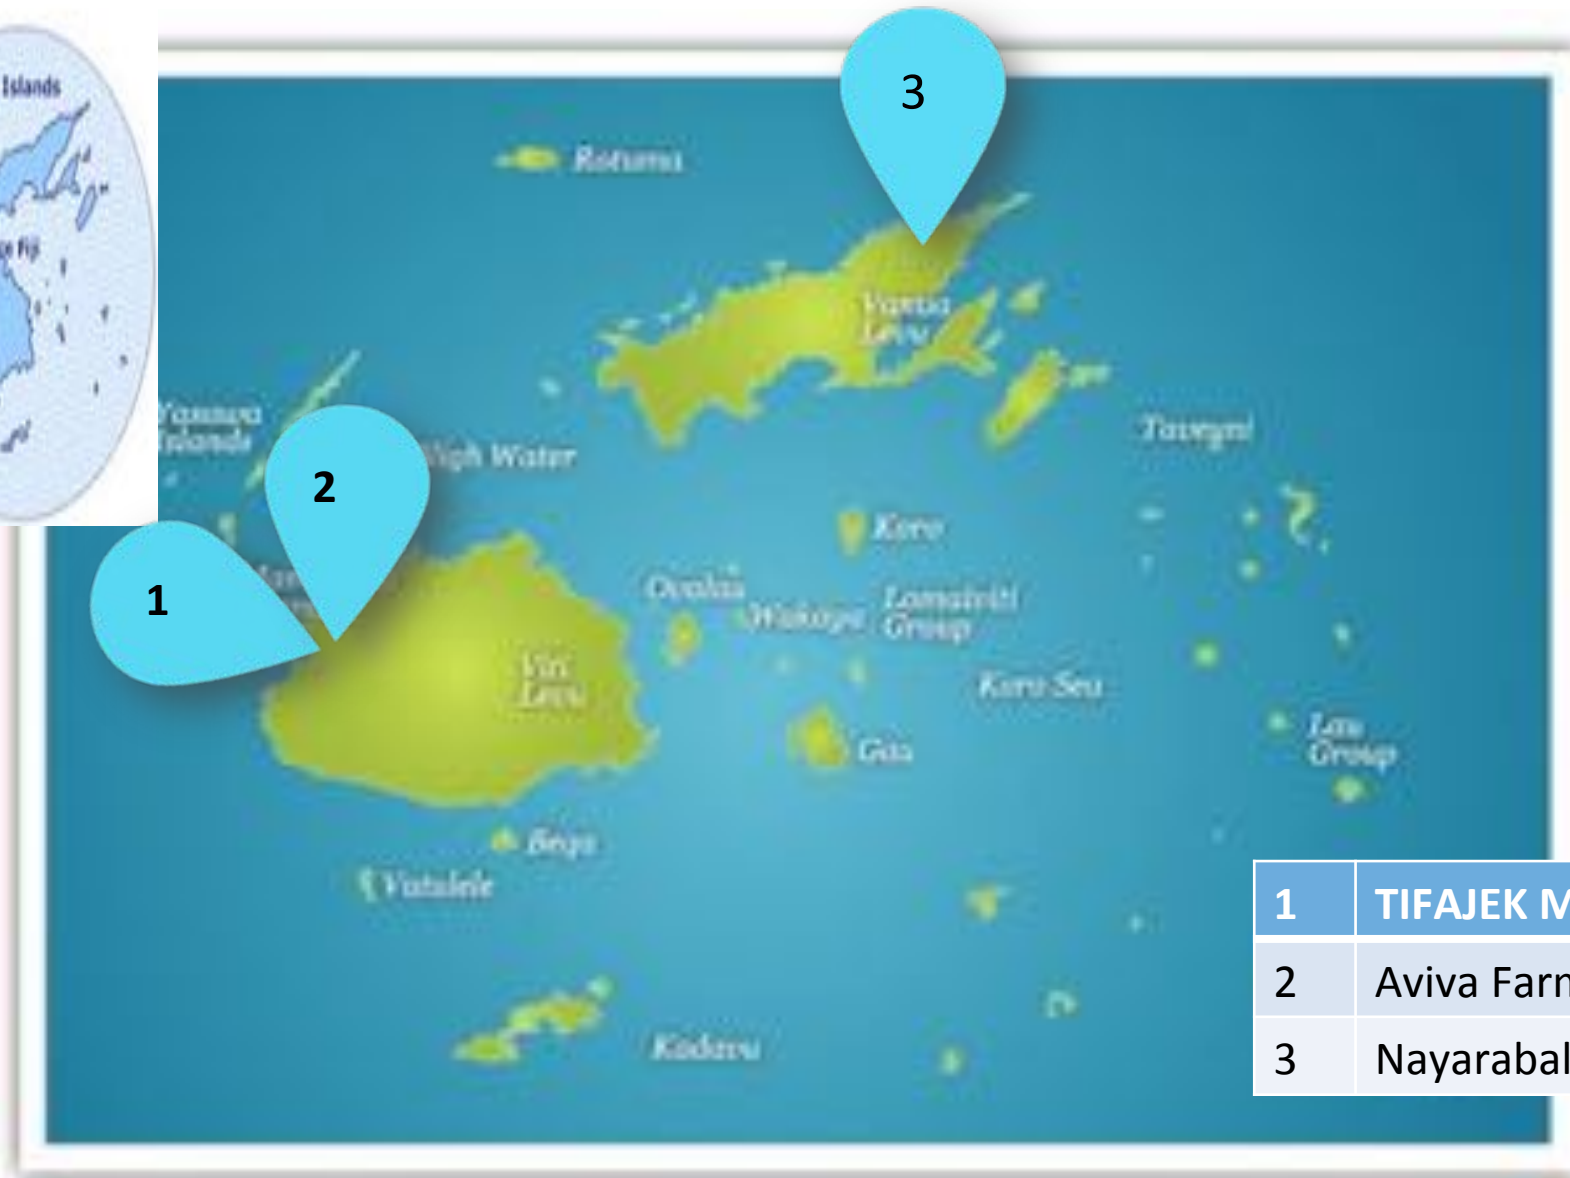 Islands
3
Rotuma
Vanua
Levu
Yasawa
Islands
High Water
2
Taveyni
1
Koro
Ovalau
Wakaya
Lomaiviti
Group
Viti
Levu
Koro Sea
Gau
Lau
Group
Beqa
Vatulele
Kadavu
1 TIFAJEK M
2 Aviva Farm
3 Nayarabal